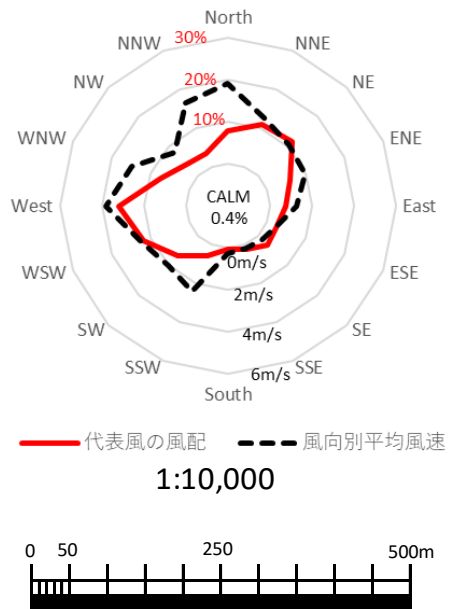 North
30%
NNW
NNE
NW
20%
NE
10%
WNW
ENE
CALM
0.4%
West
East
0m/s
WSW
ESE
2m/s
SW
SE
4m/s
SSW
SSE
6m/s
South
代表風の風配
風向別平均風速
1:10,000
0 50 250 500m